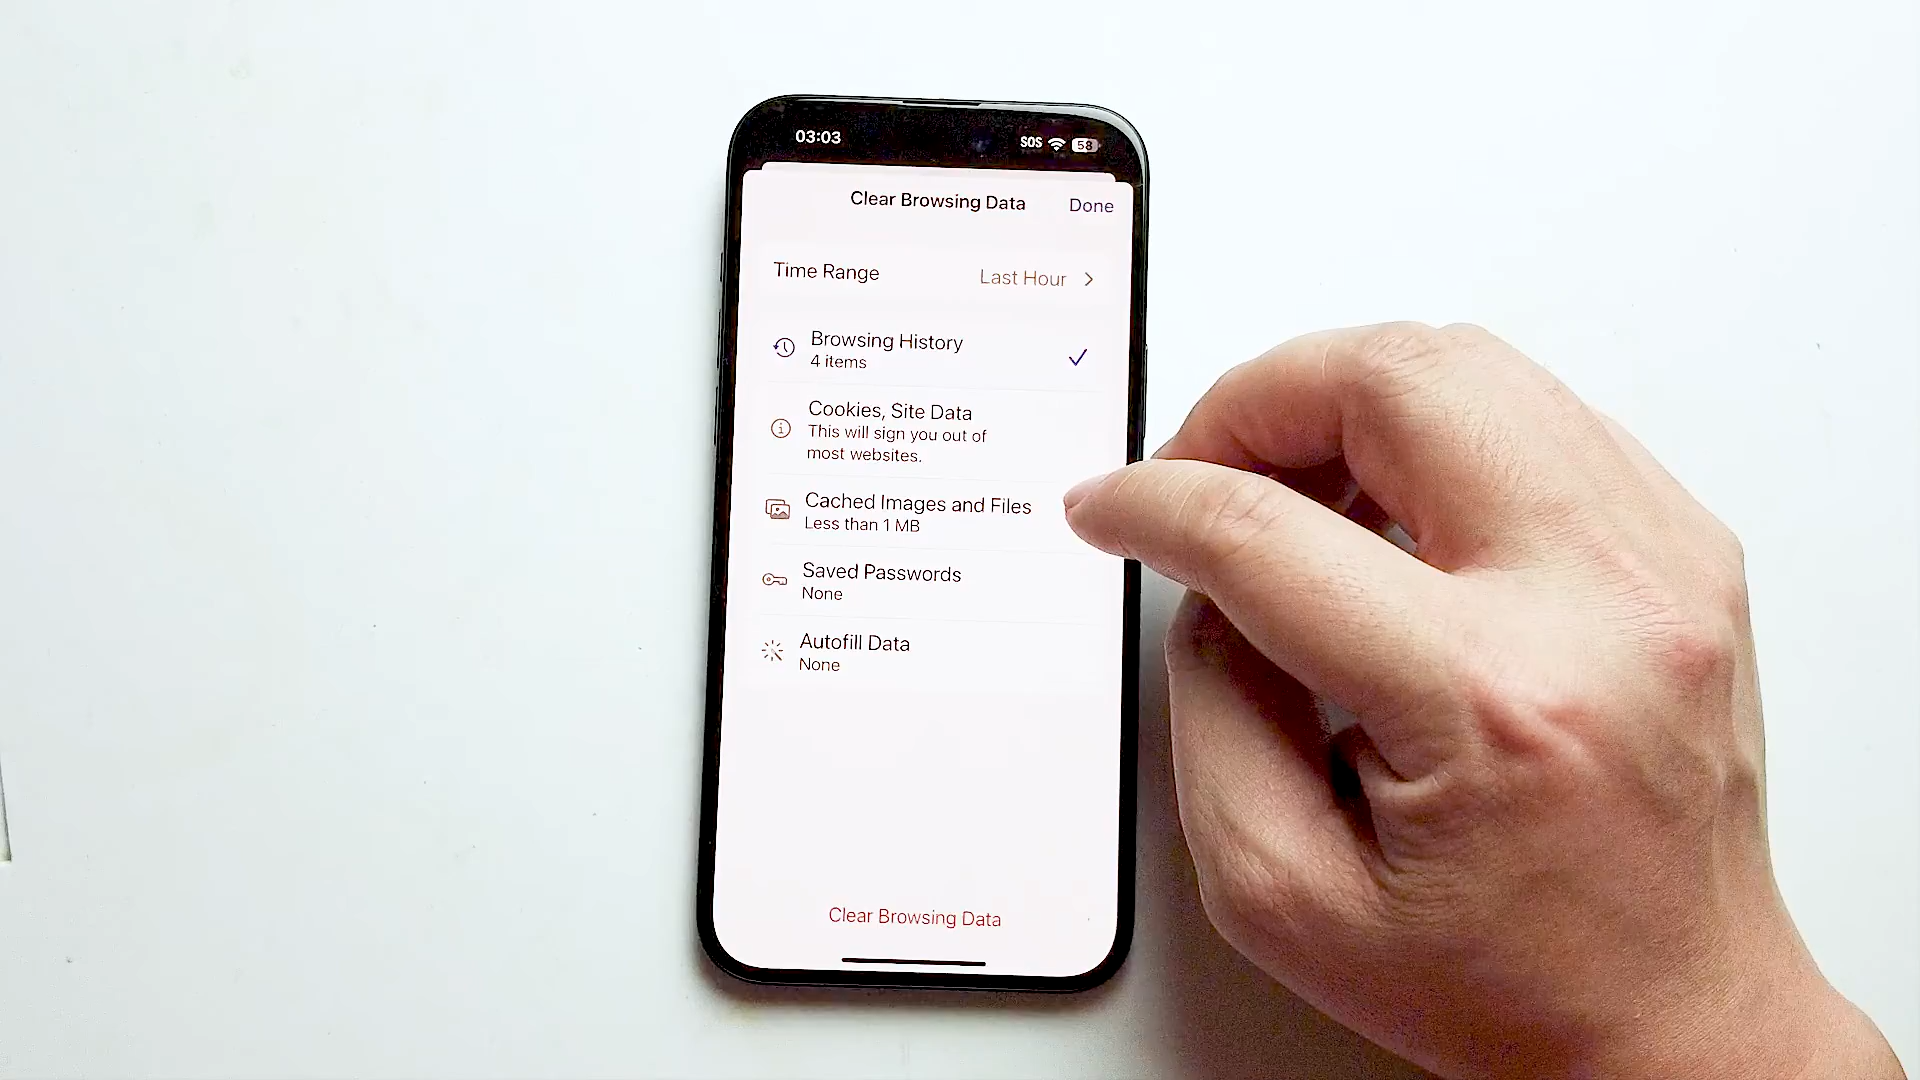 03:03
SOS 58
Clear Browsing Data Done
Time Range Last Hour
Browsing History
4 items
Cookies, Site Data
This will sign you out of
most websites.
Cached Images and Files
Less than 1 MB
Saved Passwords
None
Autofill Data
None
Clear Browsing Data